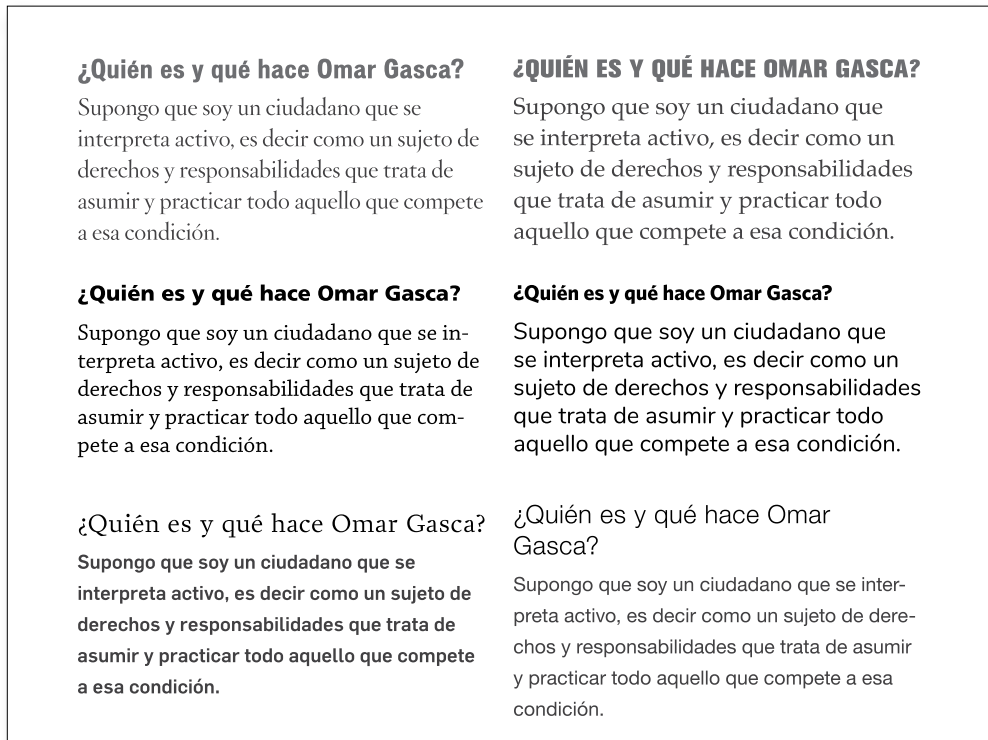 ¿Quién es y qué hace Omar Gasca?
Supongo que soy un ciudadano que se
interpreta activo, es decir como un sujeto de
derechos y responsabilidades que trata de
asumir y practicar todo aquello que compete
a esa condición.
¿QUIÉN ES Y QUÉ HACE OMAR GASCA?
Supongo que soy un ciudadano que
se interpreta activo, es decir como un
sujeto de derechos y responsabilidades
que trata de asumir y practicar todo
aquello que compete a esa condición.
¿Quién es y qué hace Omar Gasca?
Supongo que soy un ciudadano que se in-
terpreta activo, es decir como un sujeto de
derechos y responsabilidades que trata de
asumir y practicar todo aquello que com-
pete a esa condición.
¿Quién es y qué hace Omar Gasca?
Supongo que soy un ciudadano que
se interpreta activo, es decir como un
sujeto de derechos y responsabilidades
que trata de asumir y practicar todo
aquello que compete a esa condición.
¿Quién es y qué hace Omar Gasca?
Supongo que soy un ciudadano que se
interpreta activo, es decir como un sujeto de
derechos y responsabilidades que trata de
asumir y practicar todo aquello que compete
a esa condición.
¿Quién es y qué hace Omar
Gasca?
Supongo que soy un ciudadano que se inter-
preta activo, es decir como un sujeto de dere-
chos y responsabilidades que trata de asumir
y practicar todo aquello que compete a esa
condición.